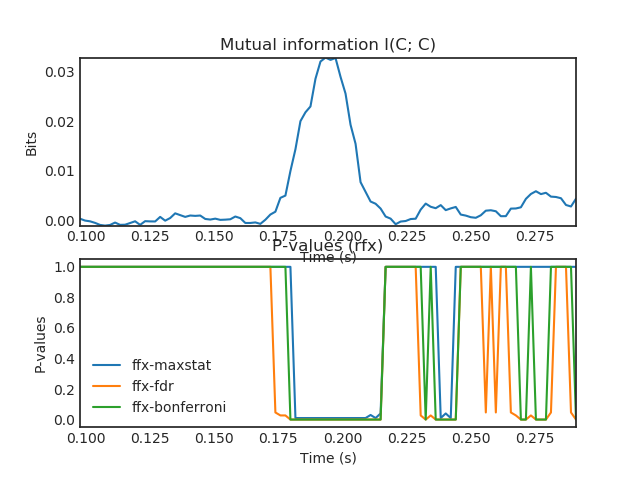 Mutual information I(C; C)
0.03
0.02
0.01
0.00
Bits
0.100 0.125 0.150 0.175 0.200 0.225 0.250 0.275
Time (s)
P-values (rfx)
1.0
0.8
0.6
0.4
0.2
0.0
P-values
ffx-maxstat
ffx-fdr
ffx-bonferroni
0.100 0.125 0.150 0.175 0.200 0.225 0.250 0.275
Time (s)